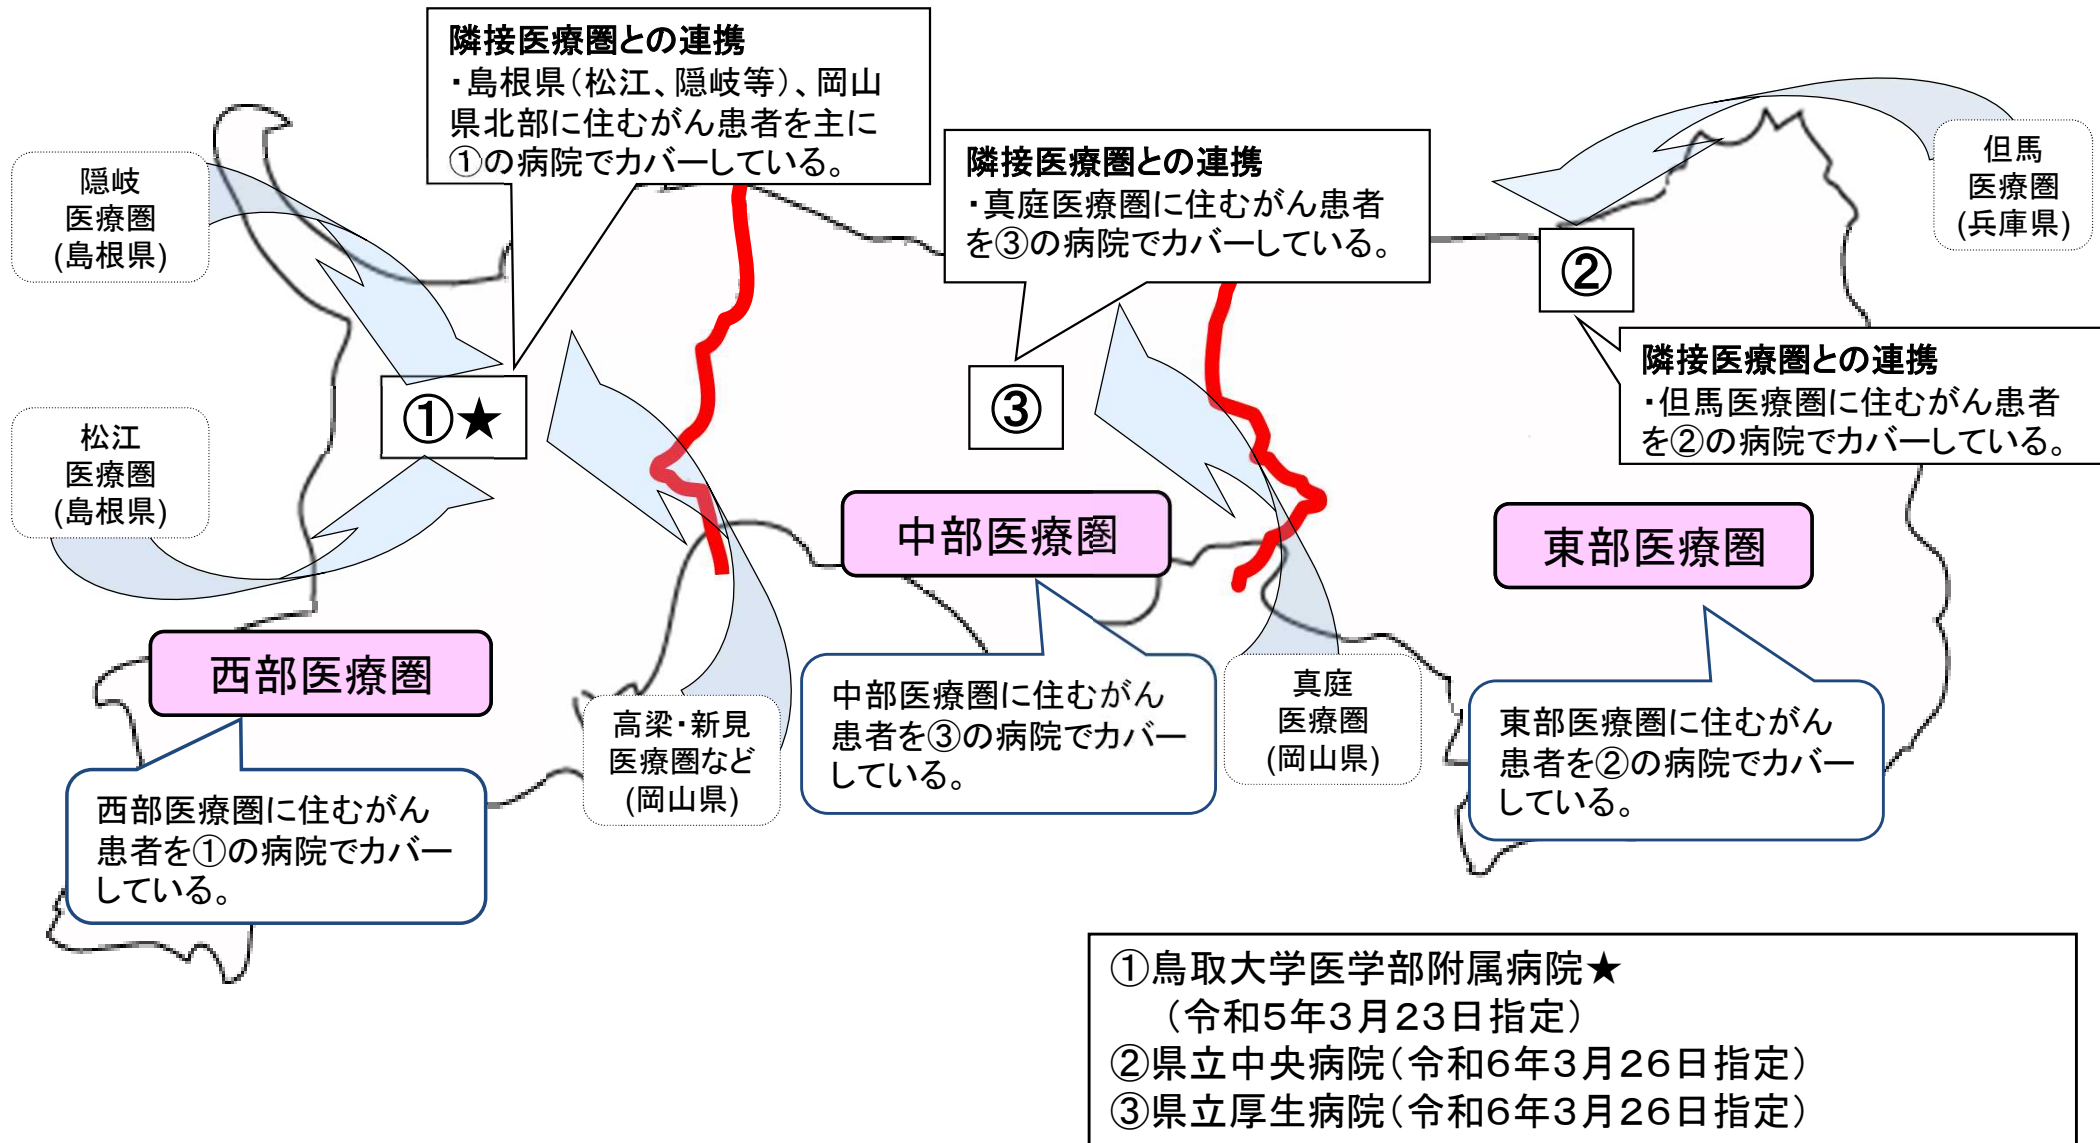 隣接医療圏との連携
・島根県（松江、隠岐等）、岡山
県北部に住むがん患者を主に
①の病院でカバーしている。
隣接医療圏との連携
・真庭医療圏に住むがん患者
を③の病院でカバーしている。
但馬
医療圏
(兵庫県)
隠岐
医療圏
(島根県)
②
隣接医療圏との連携
・但馬医療圏に住むがん患者
を②の病院でカバーしている。
①★
③
松江
医療圏
(島根県)
中部医療圏
東部医療圏
西部医療圏
中部医療圏に住むがん
患者を③の病院でカバー
している。
真庭
医療圏
(岡山県)
東部医療圏に住むがん
患者を②の病院でカバー
している。
高梁・新見
医療圏など
(岡山県)
西部医療圏に住むがん
患者を①の病院でカバー
している。
①鳥取大学医学部附属病院★
（令和5年3月23日指定）
②県立中央病院（令和6年3月26日指定）
③県立厚生病院（令和6年3月26日指定）